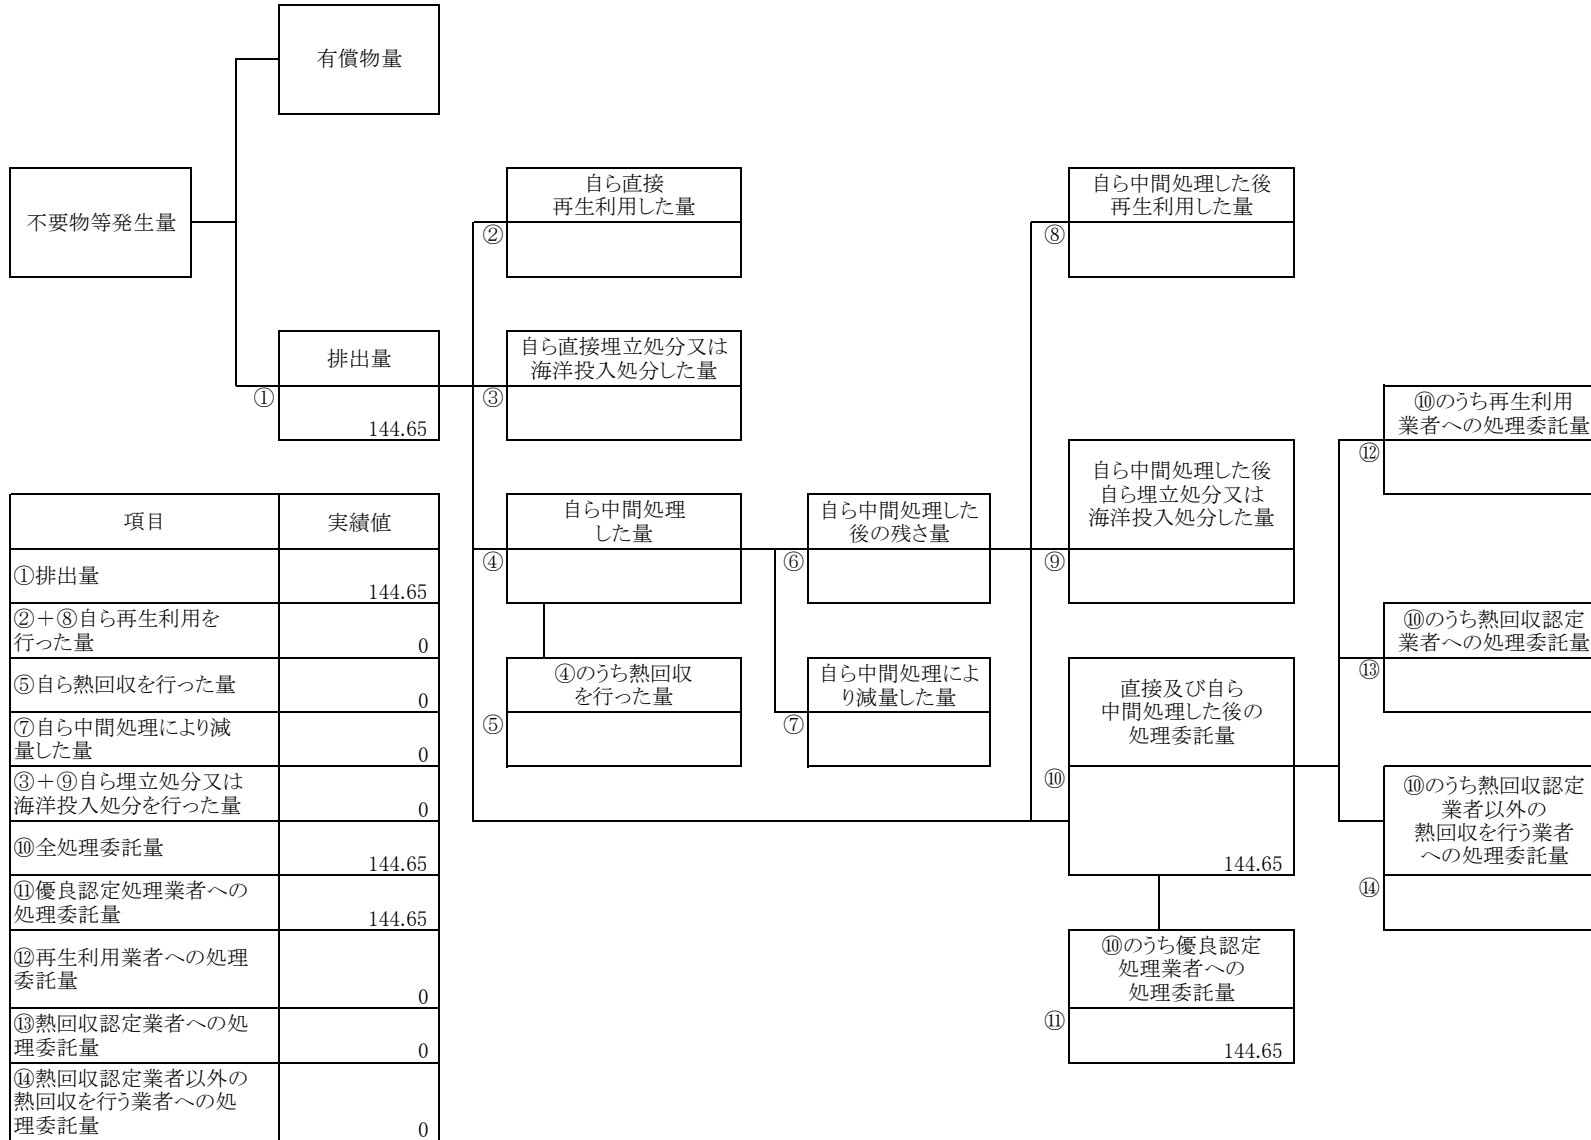 有償物量
不要物等発生量
排出量
①
144.65
自ら直接
再生利用した量
②
自ら直接埋立処分又は
海洋投入処分した量
③
自ら中間処理
した量
④
④のうち熱回収
を行った量
⑤
自ら中間処理した
後の残さ量
⑥
自ら中間処理によ
り減量した量
⑦
自ら中間処理した後
再生利用した量
⑧
自ら中間処理した後
自ら埋立処分又は
海洋投入処分した量
⑨
直接及び自ら
中間処理した後の
処理委託量
⑩
144.65
⑩のうち優良認定
処理業者への
処理委託量
⑪
144.65
⑩のうち再生利用
業者への処理委託量
⑫
⑩のうち熱回収認定
業者への処理委託量
⑬
⑩のうち熱回収認定
業者以外の
熱回収を行う業者
への処理委託量
⑭
項目 実績値
①排出量
144.65
②＋⑧自ら再生利用を
行った量 0
⑤自ら熱回収を行った量
0
⑦自ら中間処理により減
量した量 0
③＋⑨自ら埋立処分又は
海洋投入処分を行った量 0
⑩全処理委託量
144.65
⑪優良認定処理業者への
処理委託量 144.65
⑫再生利用業者への処理
委託量
0
⑬熱回収認定業者への処
理委託量 0
⑭熱回収認定業者以外の
熱回収を行う業者への処
理委託量 0